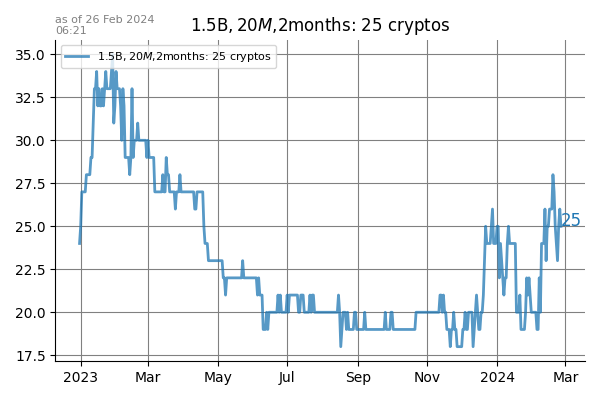 as of 26 Feb 2024
06:21
1.5B, 20M,2months: 25 cryptos
1.5B, 20M,2months: 25 cryptos
35.0
32.5
30.0
27.5
25.0
25
22.5
20.0
17.5
2023
Mar
May
Jul
Sep
Nov
2024
Mar